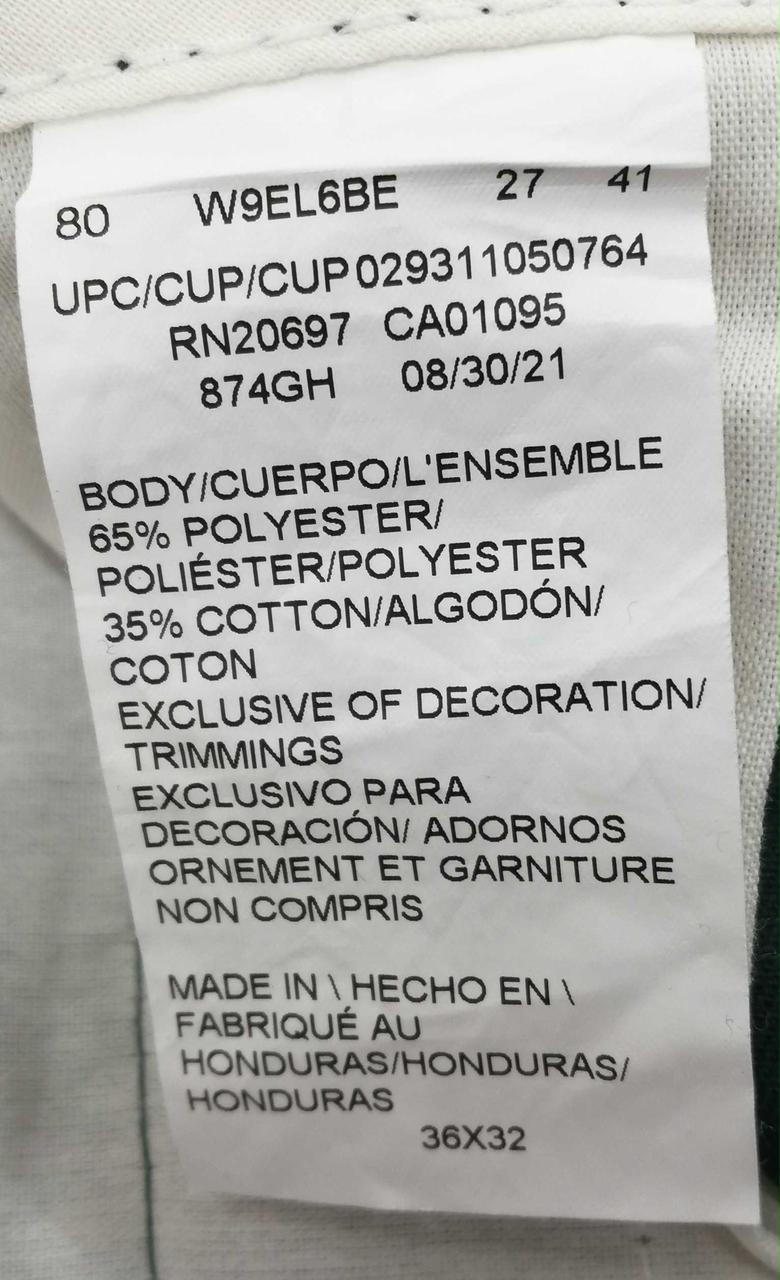 80 W9EL6BE 27 41
UPC/CUP/CUP 029311050764
RN20697 CA01095
874GH 08/30/21
BODY/CUERPO/L'ENSEMBLE
65% POLYESTER/
POLIÉSTER/POLYESTER
35% COTTON/ALGODÓN/
COTON
EXCLUSIVE OF DECORATION/
TRIMMINGS
EXCLUSIVO PARA
DECORACIÓN/ ADORNOS
ORNEMENT ET GARNITURE
NON COMPRIS
MADE IN \ HECHO EN \
FABRIQUÉ AU
HONDURAS/HONDURAS/
HONDURAS
36X32